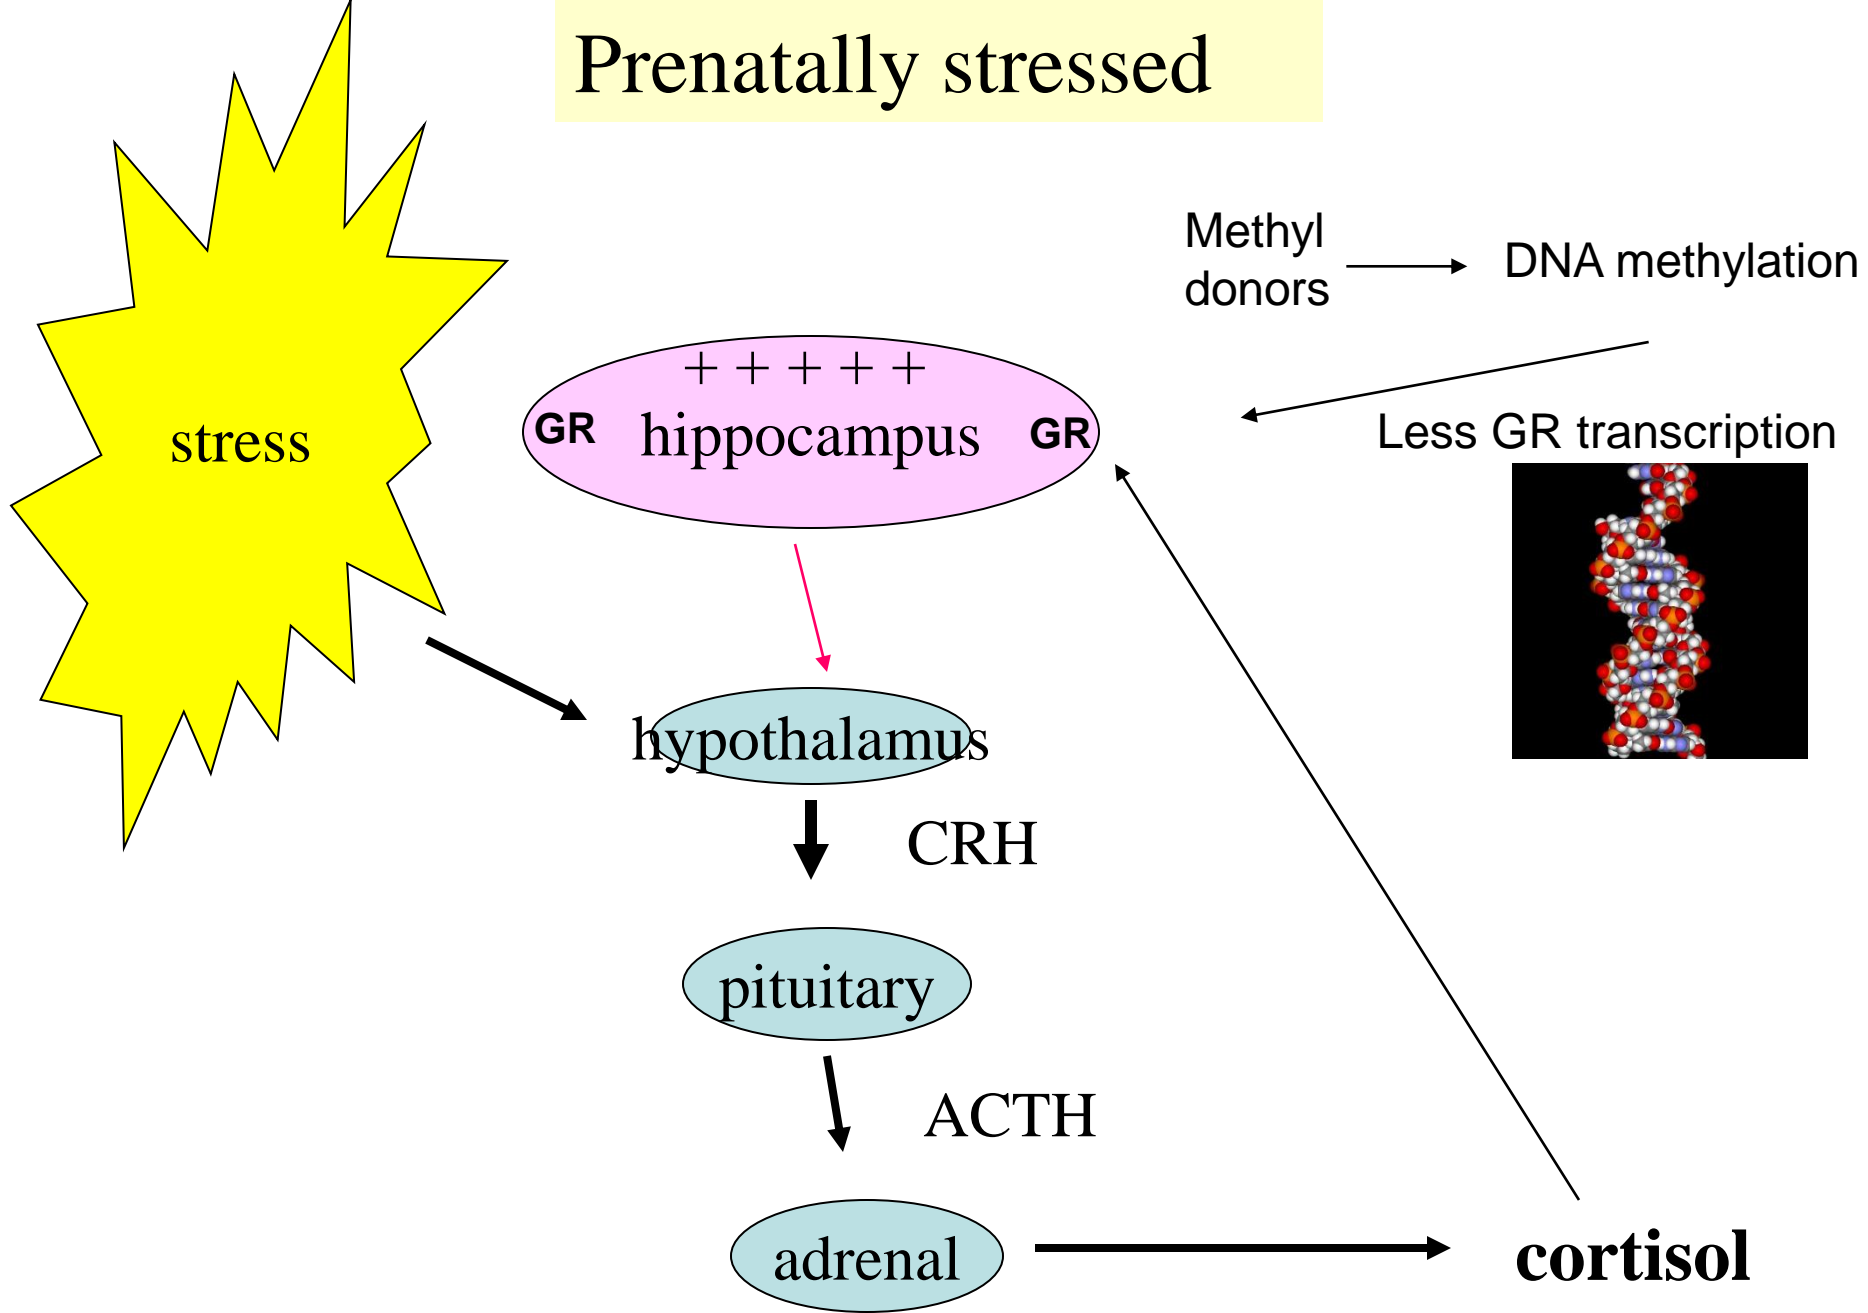 Prenatally stressed
Methyl
donors
DNA methylation
+ + + + +
GR hippocampus GR
Less GR transcription
stress
hypothalamus
CRH
pituitary
ACTH
adrenal
cortisol